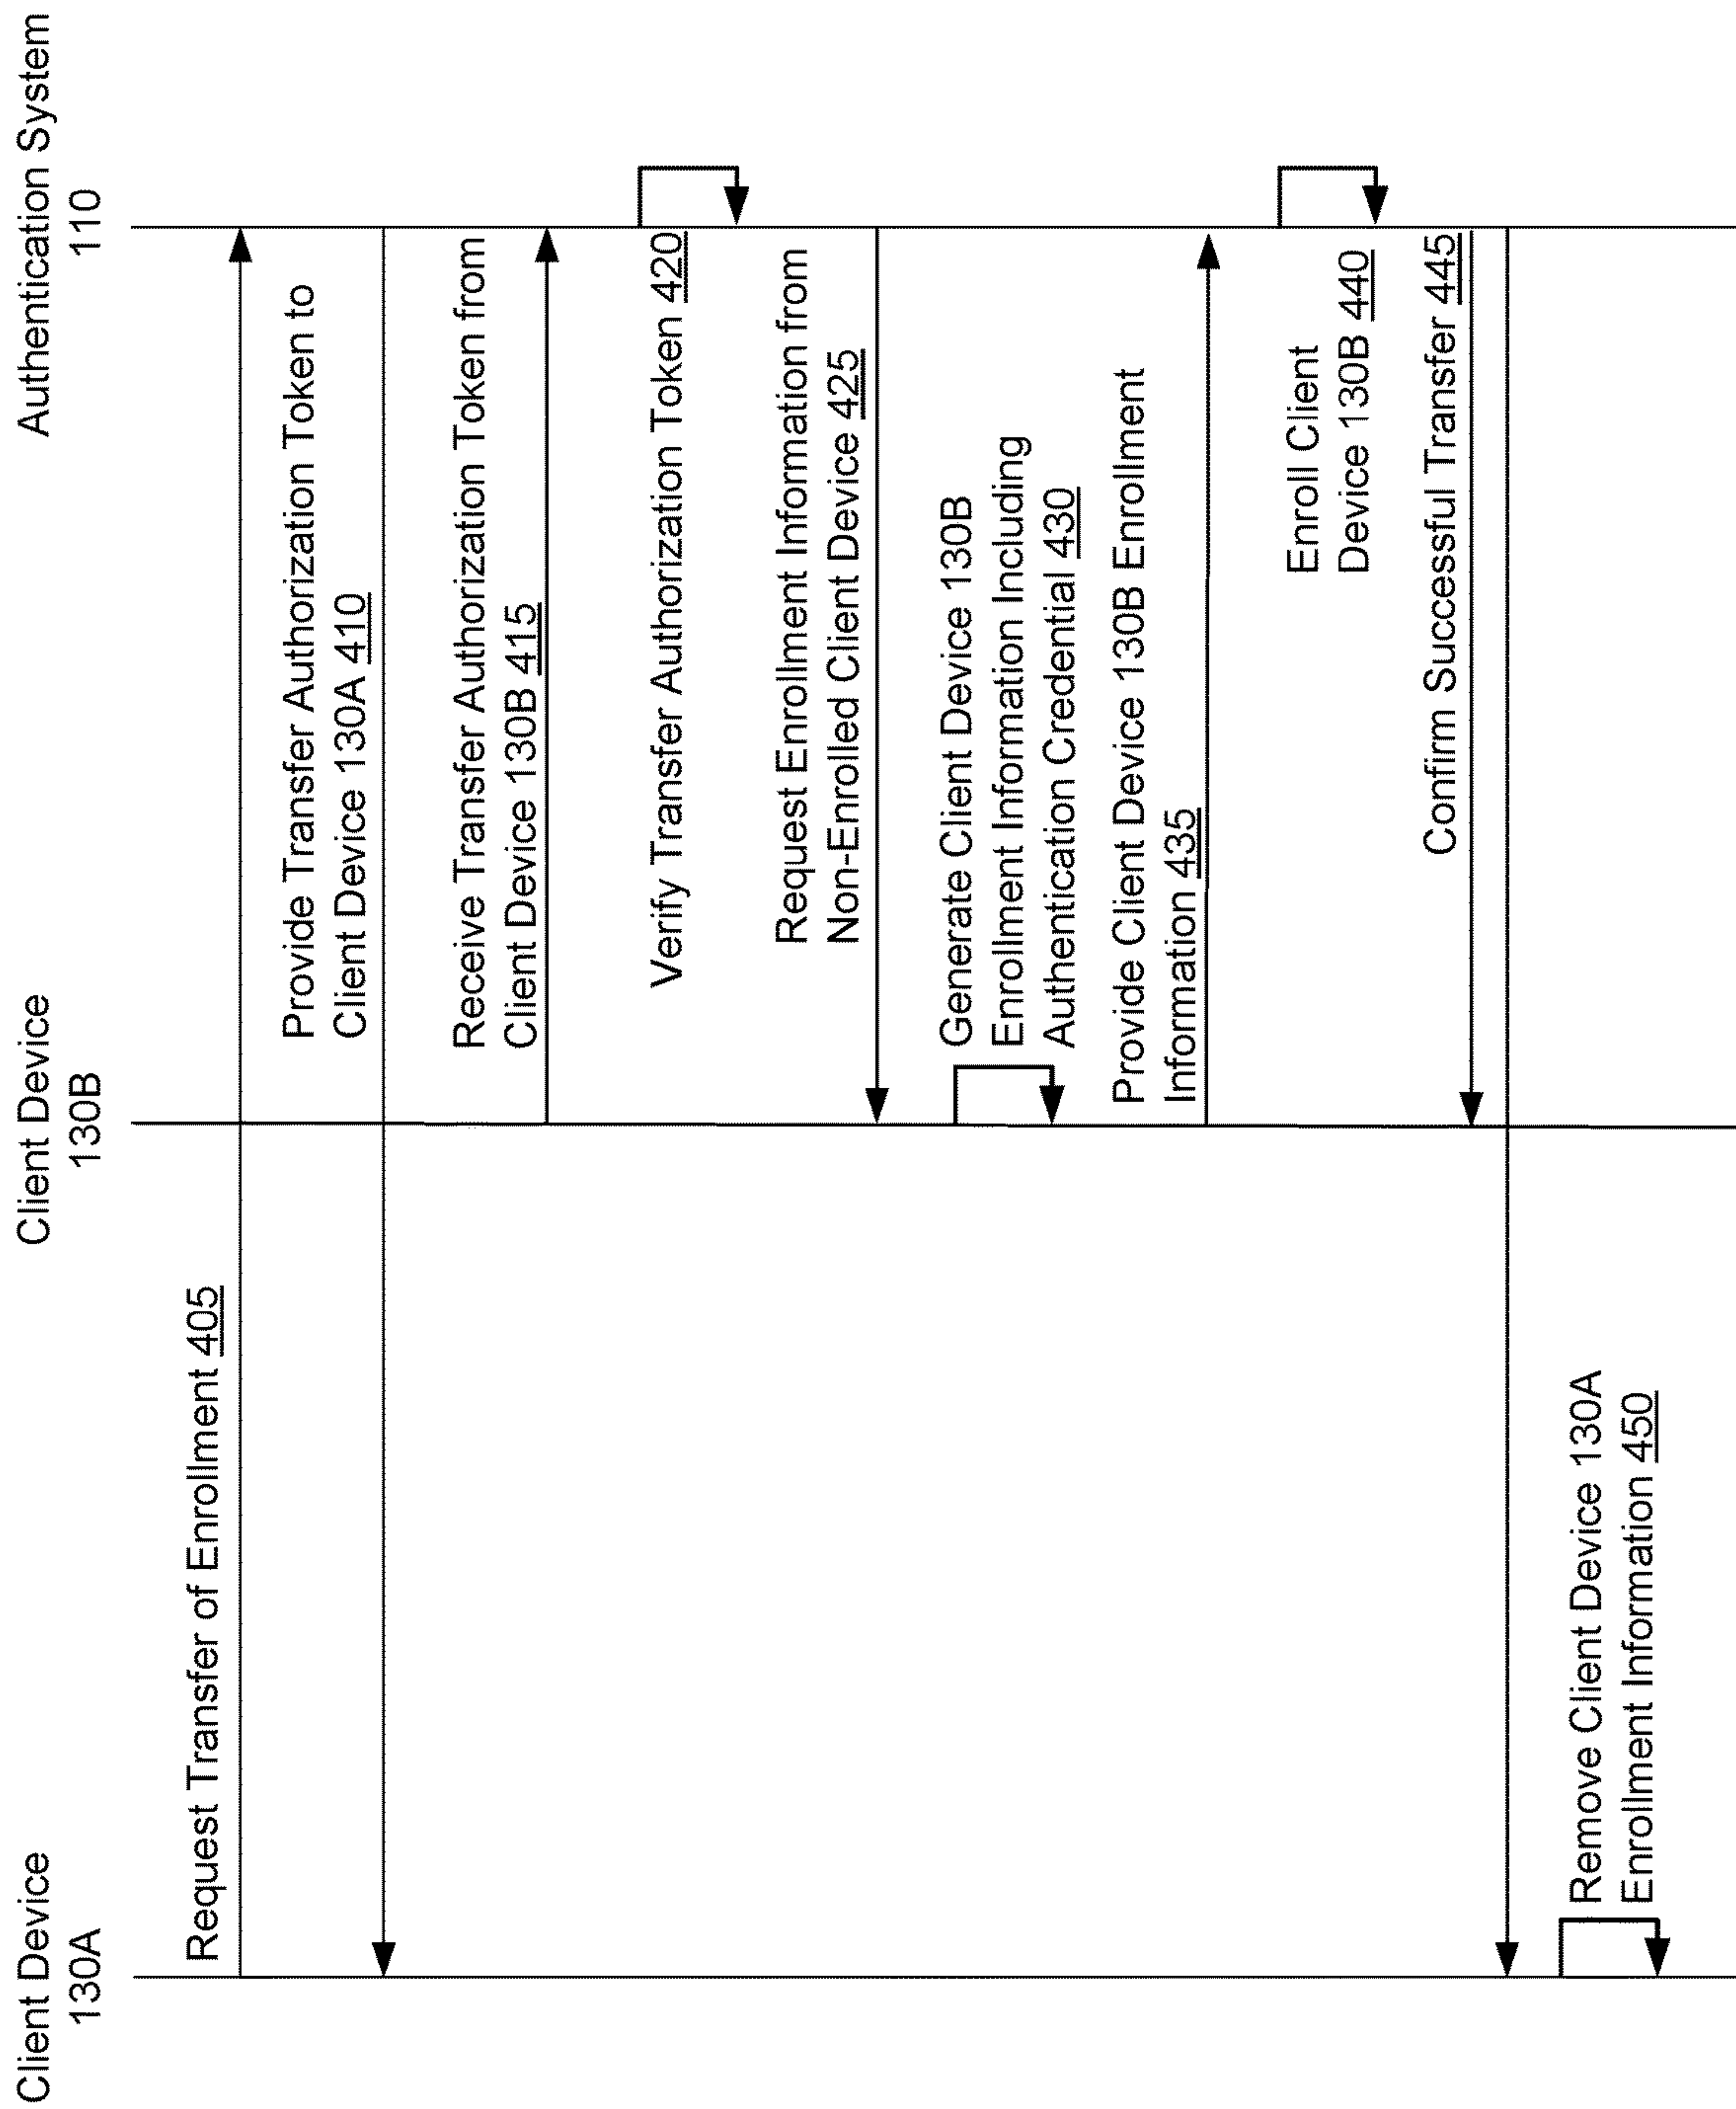 Client Device
130A
Client Device
130B
Authentication System
110
Request Transfer of Enrollment 405
Provide Transfer Authorization Token to
Client Device 130A 410
Receive Transfer Authorization Token from
Client Device 130B 415
Verify Transfer Authorization Token 420
Request Enrollment Information from
Non-Enrolled Client Device 425
Generate Client Device 130B
Enrollment Information Including
Authentication Credential 430
Provide Client Device 130B Enrollment
Information 435
Enroll Client
Device 130B 440
Confirm Successful Transfer 445
Remove Client Device 130A
Enrollment Information 450